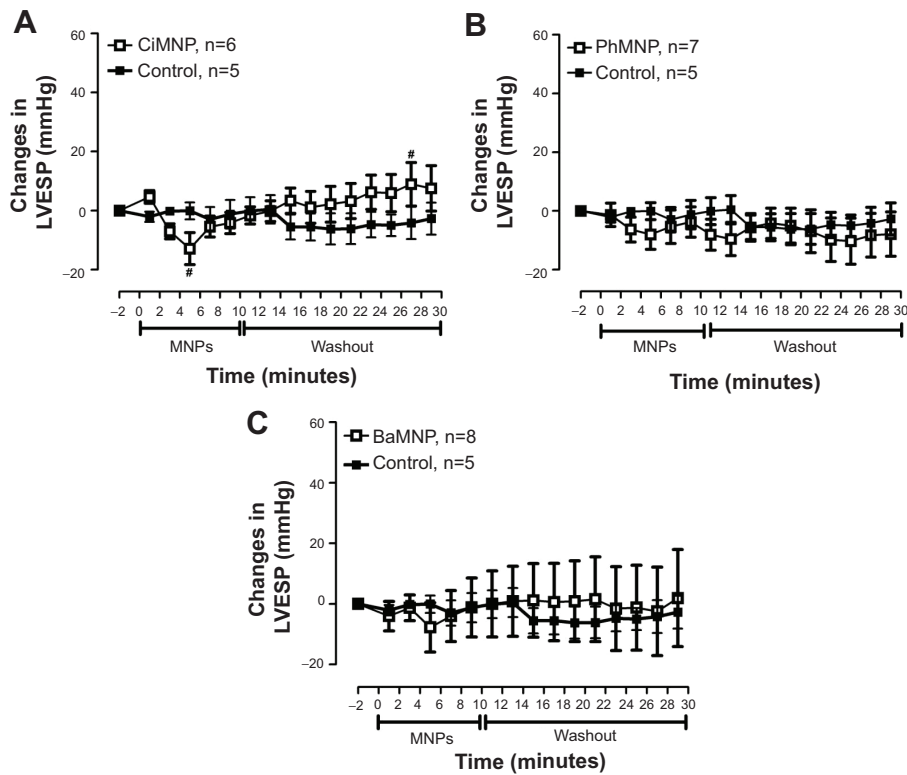 A
60
40
20
0
–20
Changes in
LVESP (mmHg)
CiMNP, n=6
Control, n=5
#
#
–2 0 2 4 6 8 10 12 14 16 18 20 22 24 26 28 30
MNPs Washout
Time (minutes)
B
60
40
20
0
–20
Changes in
LVESP (mmHg)
PhMNP, n=7
Control, n=5
–2 0 2 4 6 8 10 12 14 16 18 20 22 24 26 28 30
MNPs Washout
Time (minutes)
C
60
40
20
0
–20
Changes in
LVESP (mmHg)
BaMNP, n=8
Control, n=5
–2 0 2 4 6 8 10 12 14 16 18 20 22 24 26 28 30
MNPs Washout
Time (minutes)